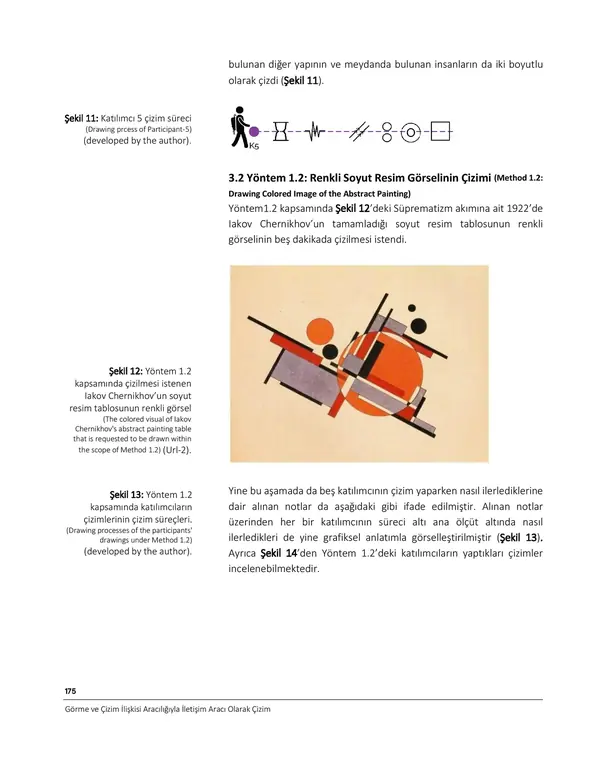 bulunan diğer yapının ve meydanda bulunan insanların da iki boyutlu
olarak çizdi (Şekil 11).
Şekil 11: Katılımcı 5 çizim süreci
(Drawing prcess of Participant-5)
(developed by the author).
K5
3.2 Yöntem 1.2: Renkli Soyut Resim Görselinin Çizimi (Method 1.2:
Drawing Colored Image of the Abstract Painting)
Yöntem1.2 kapsamında Şekil 12'deki Süprematizm akımına ait 1922'de
Iakov Chernikhov'un tamamladığı soyut resim tablosunun renkli
görselinin beş dakikada çizilmesi istendi.
Şekil 12: Yöntem 1.2
kapsamında çizilmesi istenen
Iakov Chernikhov'un soyut
resim tablosunun renkli görsel
(The colored visual of Iakov
Chernikhov's abstract painting table
that is requested to be drawn within
the scope of Method 1.2) (Url-2).
Şekil 13: Yöntem 1.2
kapsamında katılımcıların
çizimlerinin çizim süreçleri.
(Drawing processes of the participants'
drawings under Method 1.2)
(developed by the author).
Yine bu aşamada da beş katılımcının çizim yaparken nasıl ilerlediklerine
dair alınan notlar da aşağıdaki gibi ifade edilmiştir. Alınan notlar
üzerinden her bir katılımcının süreci altı ana ölçüt altında nasıl
ilerledikleri de yine grafiksel anlatımla görselleştirilmiştir (Şekil 13).
Ayrıca Şekil 14'den Yöntem 1.2'deki katılımcıların yaptıkları çizimler
incelenebilmektedir.
175
Görme ve Çizim İlişkisi Aracılığıyla İletişim Aracı Olarak Çizim